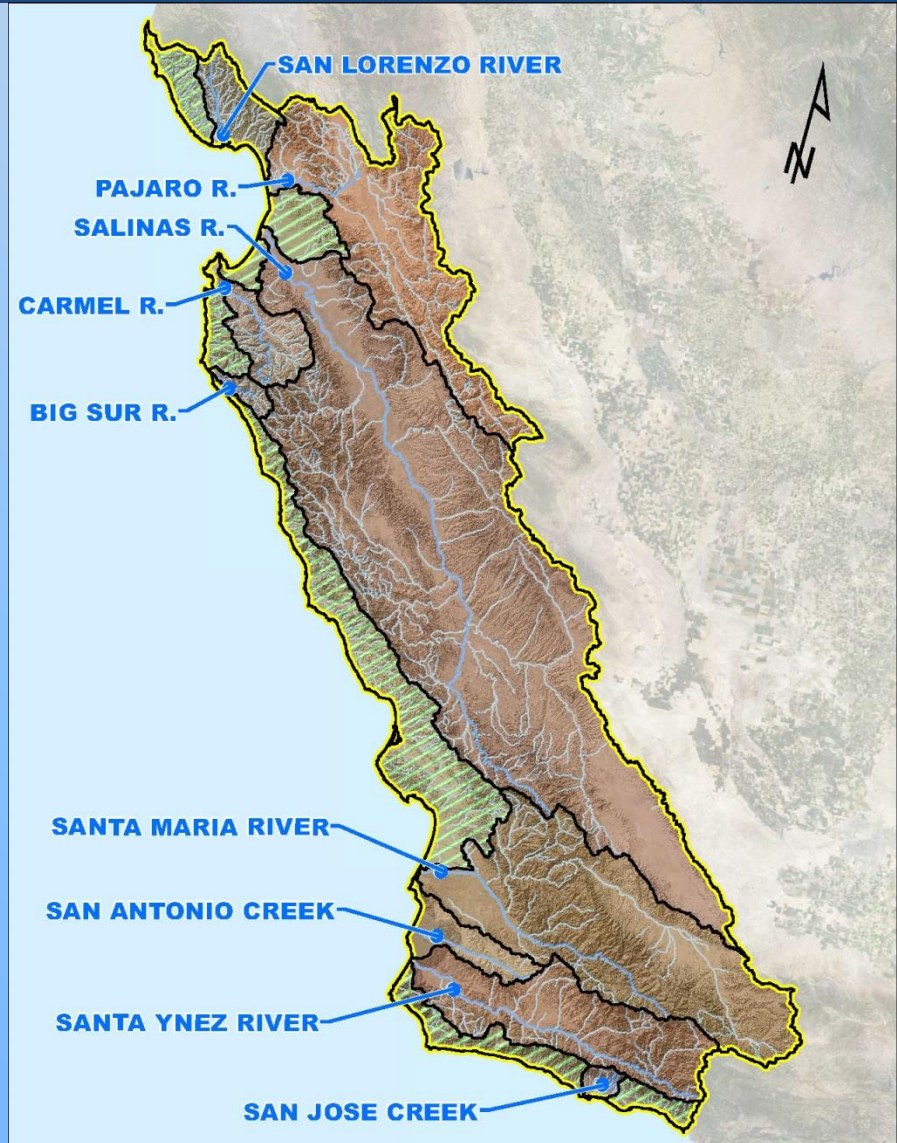 SAN LORENZO RIVER
N
PAJARO R.
SALINAS R.
CARMEL R.
BIG SUR R.
SANTA MARIA RIVER
SAN ANTONIO CREEK
SANTA YNEZ RIVER
SAN JOSE CREEK